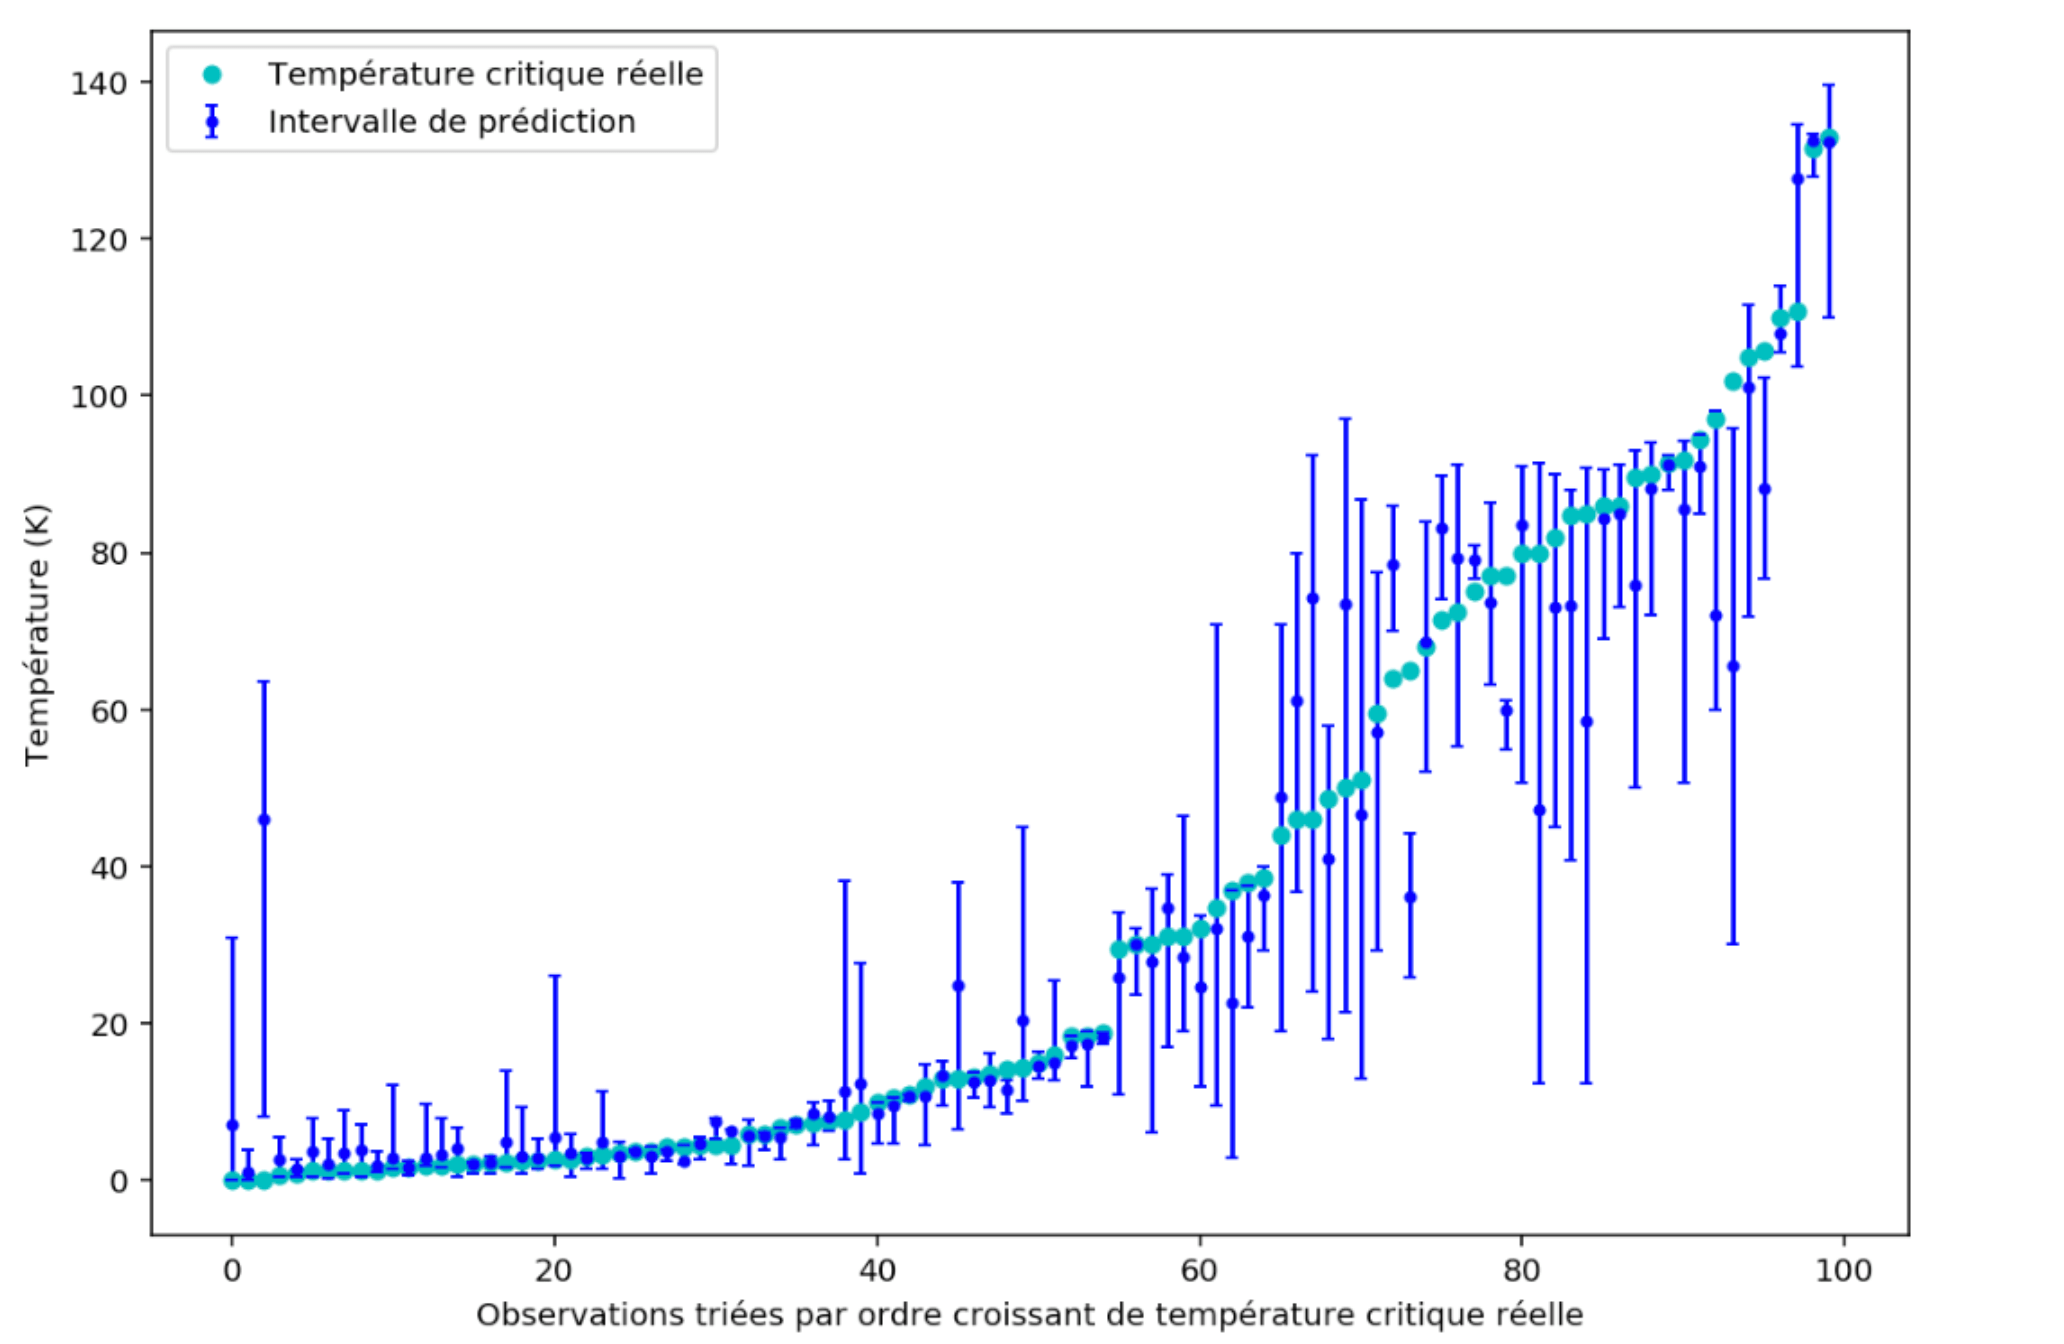 Température critique réelle
Intervalle de prédiction
140
120
100
80
60
40
20
0
Température (K)
0 20 40 60 80 100
Observations triées par ordre croissant de température critique réelle